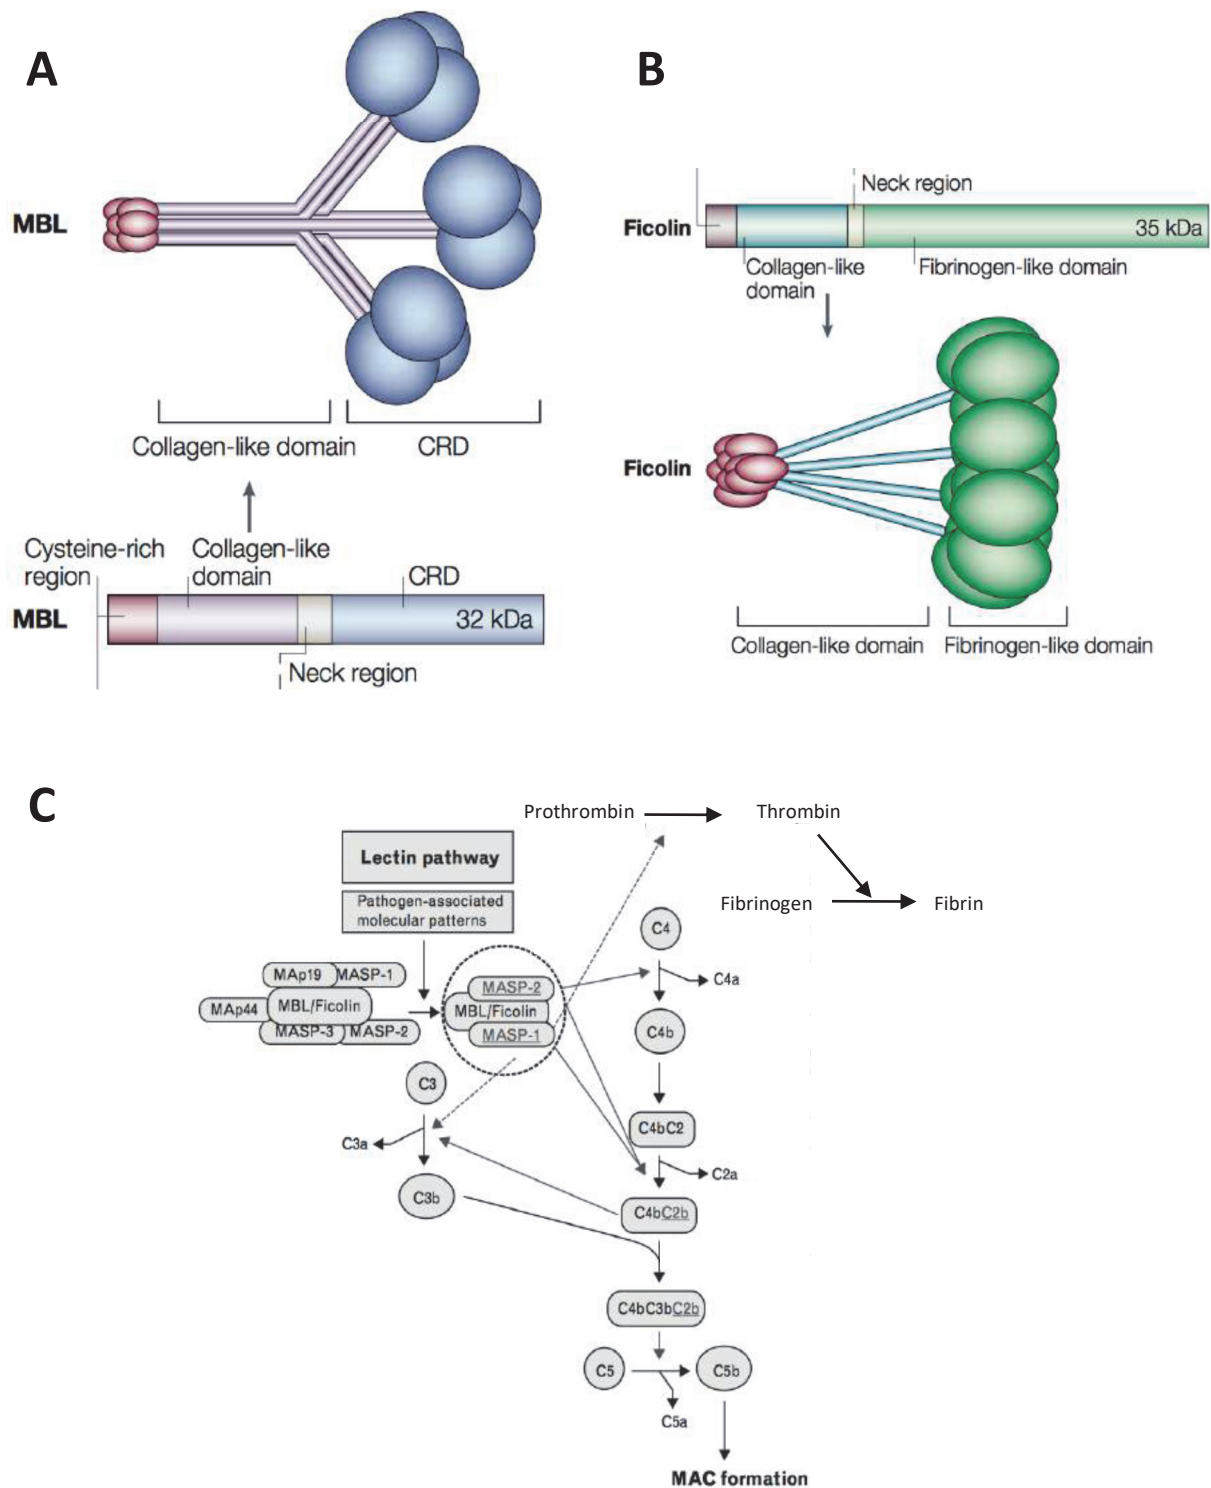 A
MBL
Collagen-like domain
CRD
Cysteine-rich
region
Collagen-like
domain
CRD
MBL
32 kDa
Neck region
B
Neck region
Ficolin
35 kDa
Collagen-like
domain
Fibrinogen-like domain
Ficolin
Collagen-like domain
Fibrinogen-like domain
C
Prothrombin
Thrombin
Lectin pathway
Pathogen-associated
molecular patterns
Fibrinogen
Fibrin
C4
MAp19
MASP-1
MAp44
MBL/Ficolin
MASP-3
MASP-2
MASP-2
MBL/Ficolin
MASP-1
C4a
C4b
C3
C4bC2
C3a
C2a
C3b
C4bC2b
C4bC3bC2b
C5
C5b
C5a
MAC formation